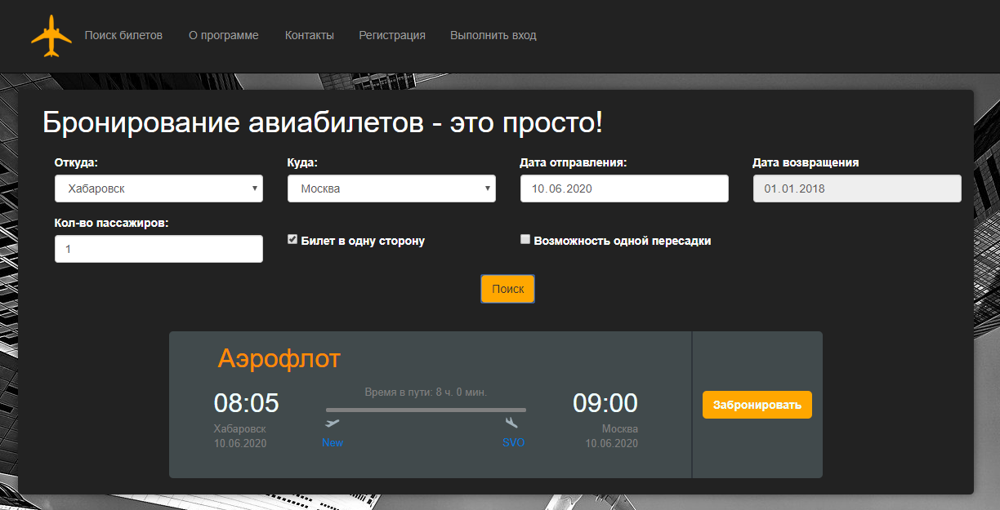 Поиск билетов О программе Контакты Регистрация Выполнить вход
Бронирование авиабилетов - это просто!
Откуда: Куда: Дата отправления: Дата возвращения
Хабаровск Москва 10.06.2020 01.01.2018
Кол-во пассажиров:
1 Билет в одну сторону Возможность одной пересадки
Поиск
Аэрофлот
Время в пути: 8 ч. 0 мин.
08:05 09:00 Забронировать
Хабаровск Москва
10.06.2020 New SVO 10.06.2020